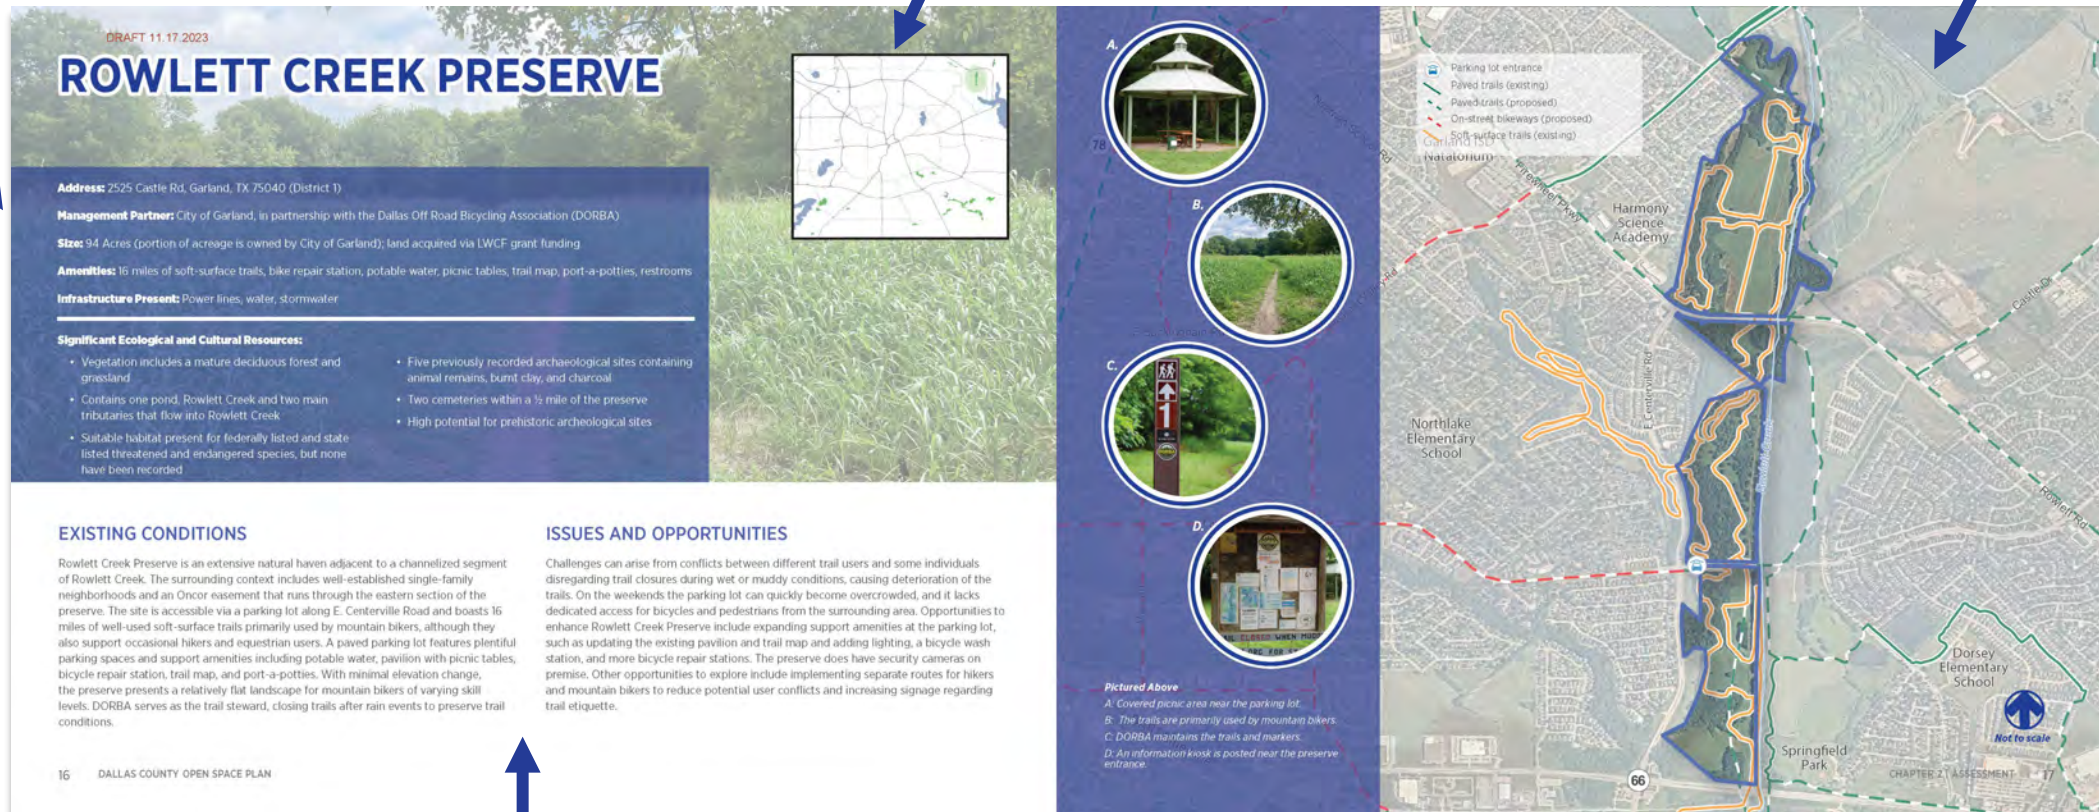 DRAFT 11.17.2023
ROWLETT CREEK PRESERVE
Address: 2525 Castle Rd, Garland, TX 75040 (District 1)
Management Partner: City of Garland, in partnership with the Dallas Off Road Bicycling Association (DORBA)
Size: 94 Acres (portion of acreage is owned by City of Garland); land acquired via LWCF grant funding
Amenities: 16 miles of soft-surface trails, bike repair station, potable water, picnic tables, trail map, port-a-potties, restrooms
Infrastructure Present: Power lines, water, stormwater
Significant Ecological and Cultural Resources:
• Vegetation includes a mature deciduous forest and
grassland
• Contains one pond, Rowlett Creek and two main
tributaries that flow into Rowlett Creek
• Suitable habitat present for federally listed and state
listed threatened and endangered species, but none
have been recorded
• Five previously recorded archaeological sites containing
animal remains, burnt clay, and charcoal
• Two cemeteries within a ½ mile of the preserve
• High potential for prehistoric archeological sites
EXISTING CONDITIONS
Rowlett Creek Preserve is an extensive natural haven adjacent to a channelized segment
of Rowlett Creek. The surrounding context includes well-established single-family
neighborhoods and an Oncor easement that runs through the eastern section of the
preserve. The site is accessible via a parking lot along E. Centerville Road and boasts 16
miles of well-used soft-surface trails primarily used by mountain bikers, although they
also support occasional hikers and equestrian users. A paved parking lot features plentiful
parking spaces and support amenities including potable water, pavilion with picnic tables,
bicycle repair station, trail map, and port-a-potties. With minimal elevation change,
the preserve presents a relatively flat landscape for mountain bikers of varying skill
levels. DORBA serves as the trail steward, closing trails after rain events to preserve trail
conditions.
ISSUES AND OPPORTUNITIES
Challenges can arise from conflicts between different trail users and some individuals
disregarding trail closures during wet or muddy conditions, causing deterioration of the
trails. On the weekends the parking lot can quickly become overcrowded, and it lacks
dedicated access for bicycles and pedestrians from the surrounding area. Opportunities to
enhance Rowlett Creek Preserve include expanding support amenities at the parking lot,
such as updating the existing pavilion and trail map and adding lighting, a bicycle wash
station, and more bicycle repair stations. The preserve does have security cameras on
premise. Other opportunities to explore include implementing separate routes for hikers
and mountain bikers to reduce potential user conflicts and increasing signage regarding
trail etiquette.
16 DALLAS COUNTY OPEN SPACE PLAN
A.
B.
C.
1
D.
78
Pictured Above
A: Covered picnic area near the parking lot.
B: The trails are primarily used by mountain bikers.
C: DORBA maintains the trails and markers.
D: An information kiosk is posted near the preserve
entrance.
Parking lot entrance
Paved trails (existing)
Paved trails (proposed)
On-street bikeways (proposed)
Soft-surface trails (existing)
Garland ISD
Natatorium
Firewheel Pkwy
Harmony
Science
Academy
Castle Dr
E Centerville Rd
Northlake
Elementary
School
Rowlett Creek
Rowlett Rd
Dorsey
Elementary
School
Not to scale
Springfield
Park
66
CHAPTER 2 | ASSESSMENT 17